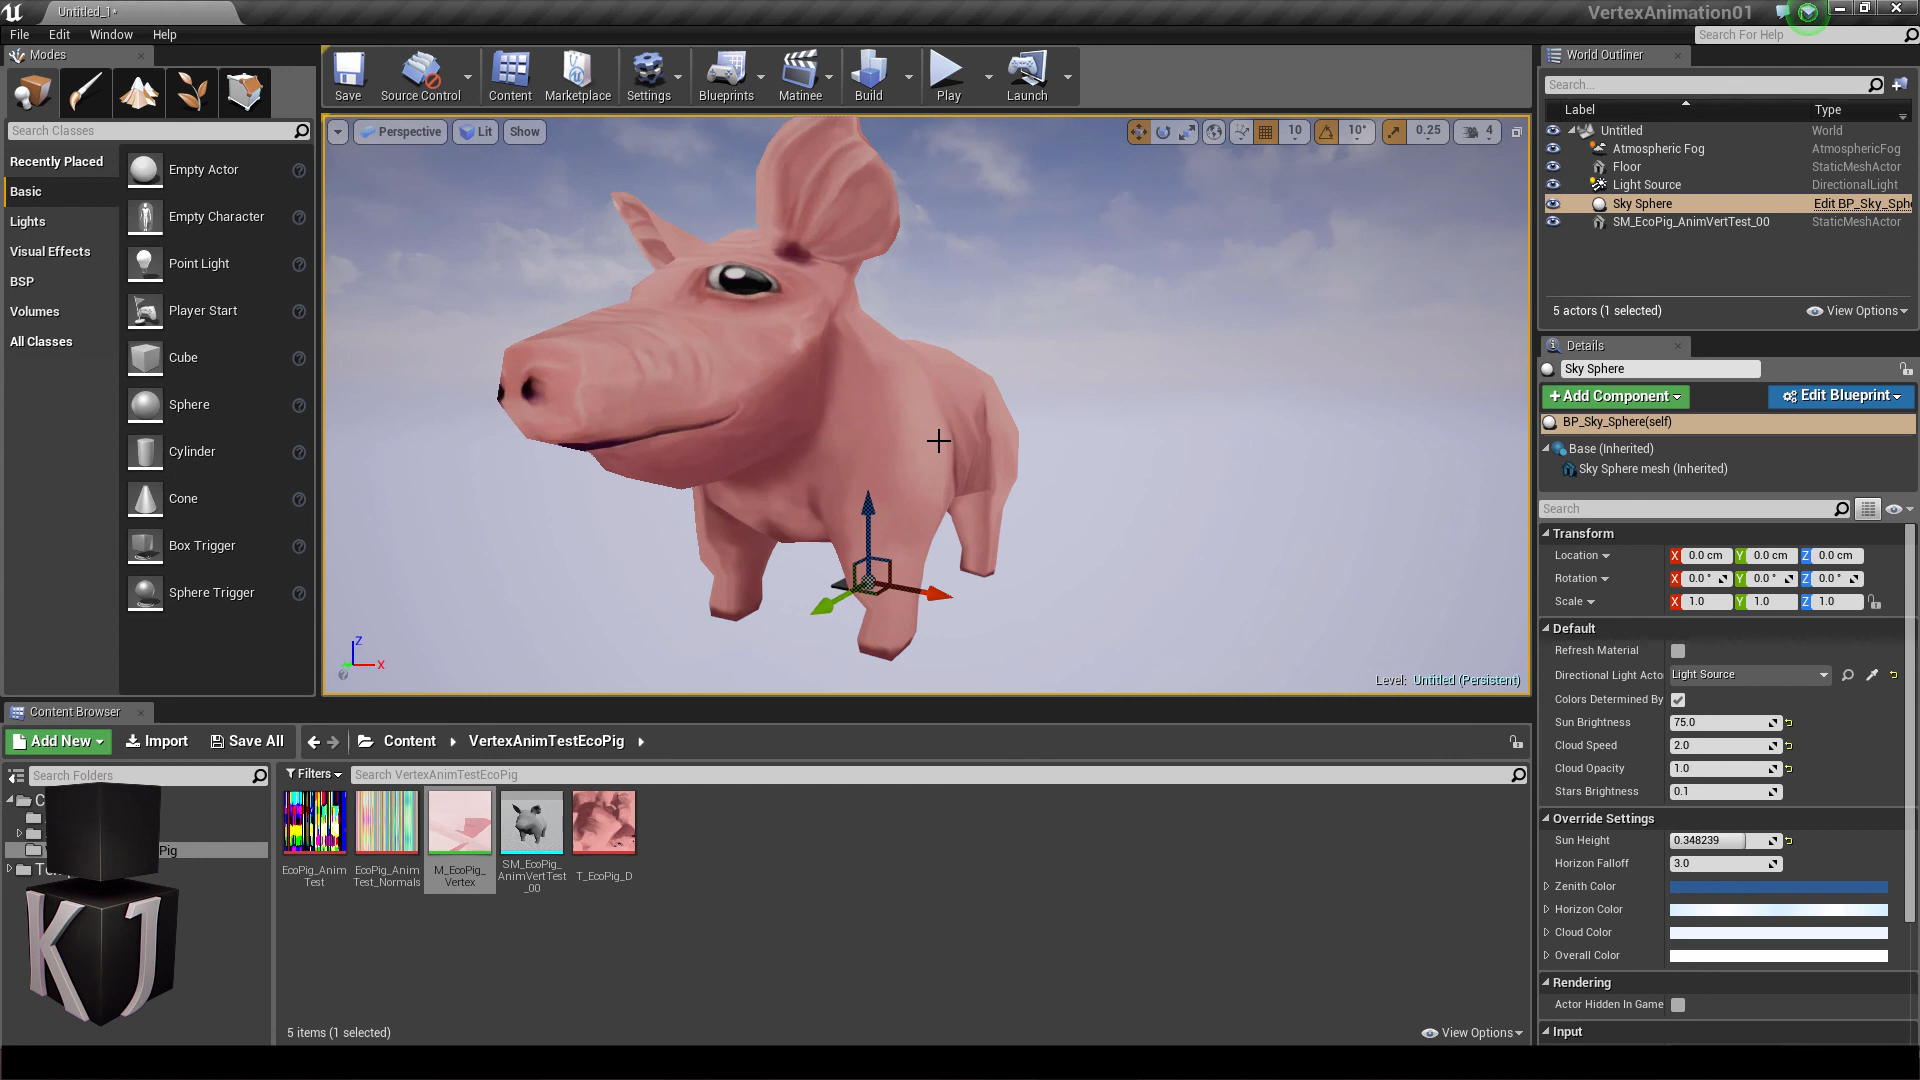 Untitled_1*
VertexAnimation01
File Edit Window Help
Search For Help
Modes
Save Source Control Content Marketplace Settings Blueprints Matinee Build Play Launch
Search Classes
Recently Placed
Basic
Lights
Visual Effects
BSP
Volumes
All Classes
Empty Actor
Empty Character
Point Light
Player Start
Cube
Sphere
Cylinder
Cone
Box Trigger
Sphere Trigger
Perspective Lit Show
10 10° 0.25 4
Z
X
Level: Untitled (Persistent)
World Outliner
Search...
Label Type
Untitled World
Atmospheric Fog AtmosphericFog
Floor StaticMeshActor
Light Source DirectionalLight
Sky Sphere Edit BP_Sky_Sph
SM_EcoPig_AnimVertTest_00 StaticMeshActor
5 actors (1 selected) View Options
Details
Sky Sphere
+Add Component Edit Blueprint
BP_Sky_Sphere(self)
Base (Inherited)
Sky Sphere mesh (Inherited)
Search
Transform
Location X 0.0 cm Y 0.0 cm Z 0.0 cm
Rotation X 0.0 ° Y 0.0 ° Z 0.0 °
Scale X 1.0 Y 1.0 Z 1.0
Default
Refresh Material
Directional Light Acto Light Source
Colors Determined By
Sun Brightness 75.0
Cloud Speed 2.0
Cloud Opacity 1.0
Stars Brightness 0.1
Override Settings
Sun Height 0.348239
Horizon Falloff 3.0
Zenith Color
Horizon Color
Cloud Color
Overall Color
Rendering
Actor Hidden In Game
Input
Content Browser
Add New Import Save All Content VertexAnimTestEcoPig
Search Folders
Filters Search VertexAnimTestEcoPig
C
Pig
KJ
EcoPig_Anim
Test
EcoPig_Anim
Test_Normals
M_EcoPig_
Vertex
SM_EcoPig_
AnimVertTest
_00
T_EcoPig_D
5 items (1 selected) View Options